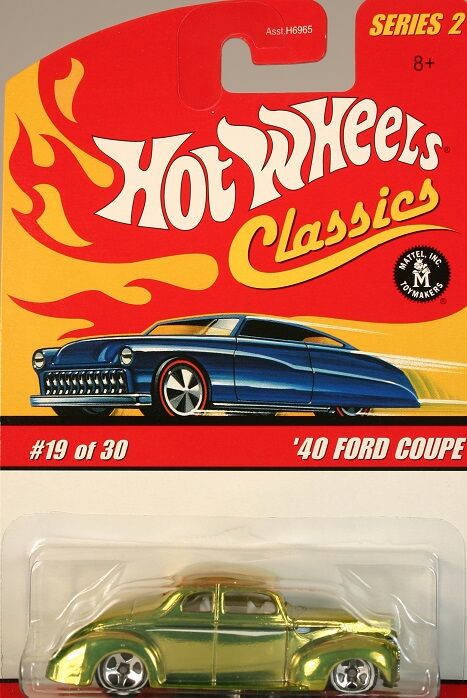 Asst.H6965
SERIES 2
8+
HOT WHEELS®
Classics
MATTEL, INC.
M
TOYMAKERS
®
#19 of 30
'40 FORD COUPE